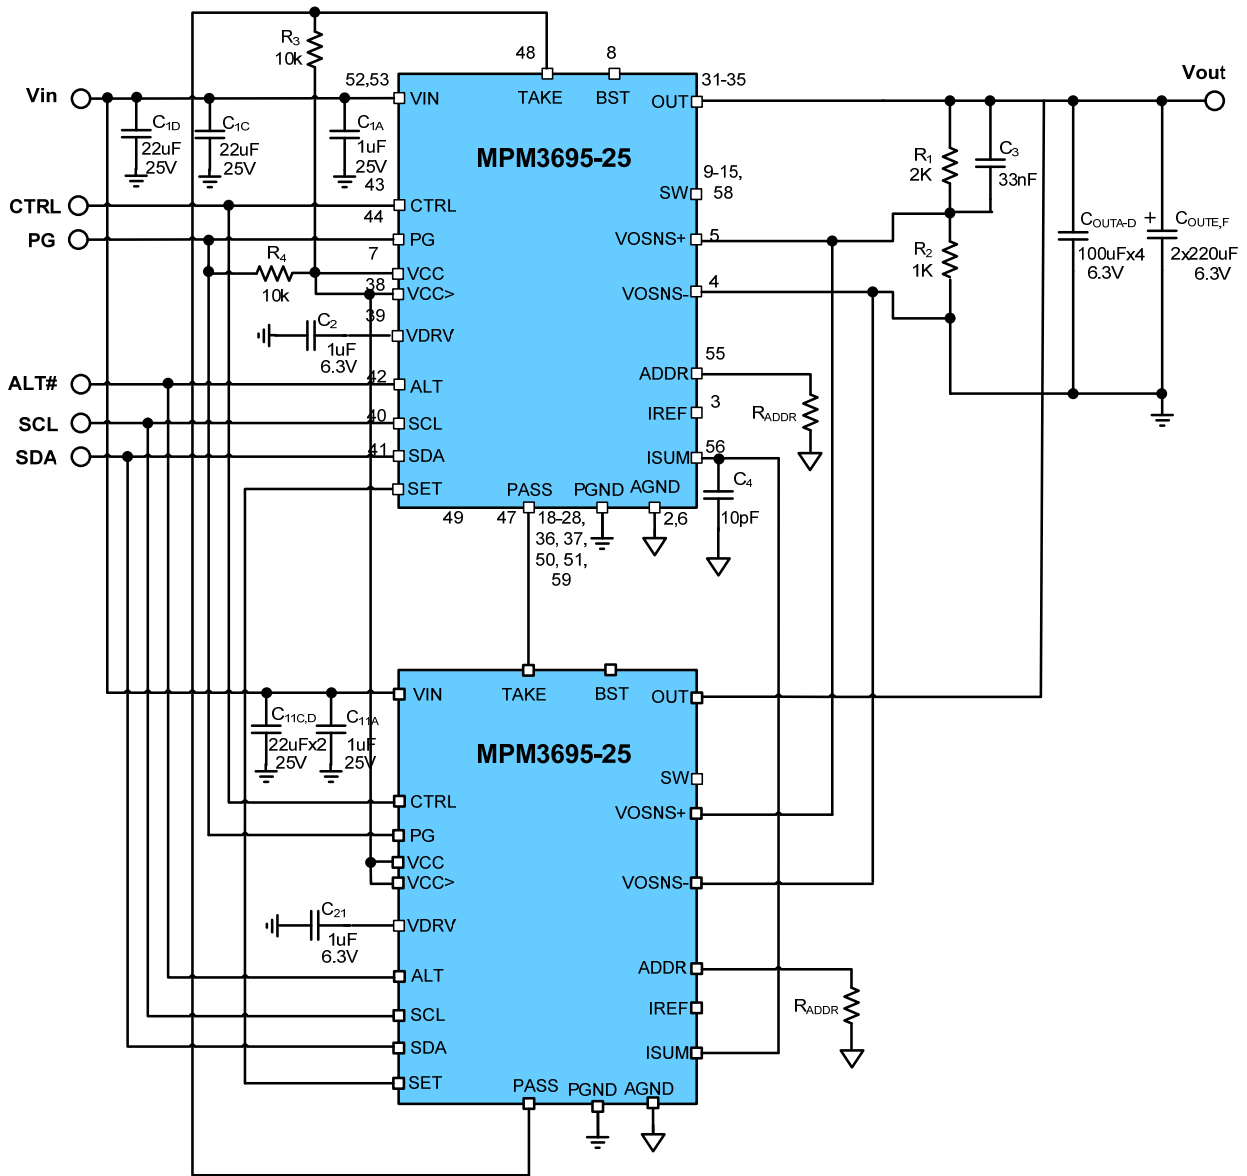 R3
10k
48
8
52,53
31-35
Vout
Vin
VIN
TAKE
BST
OUT
C1D
22uF
25V
C1C
22uF
25V
C1A
1uF
25V
MPM3695-25
R1
2K
C3
33nF
9-15,
58
SW
43
CTRL
CTRL
44
PG
PG
VOSNS+
5
COUTA-D
100uFx4
6.3V
+
COUTE,F
2x220uF
6.3V
R4
10k
7
VCC
R2
1K
38
VCC>
VOSNS-
4
39
C2
1uF
6.3V
VDRV
55
ADDR
ALT#
42
ALT
RADDR
3
IREF
SCL
40
SCL
SDA
41
SDA
ISUM
56
C4
10pF
SET
PASS
PGND
AGND
49
47
18-28,
36, 37,
50, 51,
59
2,6
VIN
TAKE
BST
OUT
C11C,D
22uFx2
25V
C11A
1uF
25V
MPM3695-25
SW
CTRL
VOSNS+
PG
VCC
VCC>
VOSNS-
C21
1uF
6.3V
VDRV
ADDR
ALT
RADDR
IREF
SCL
SDA
ISUM
SET
PASS
PGND
AGND